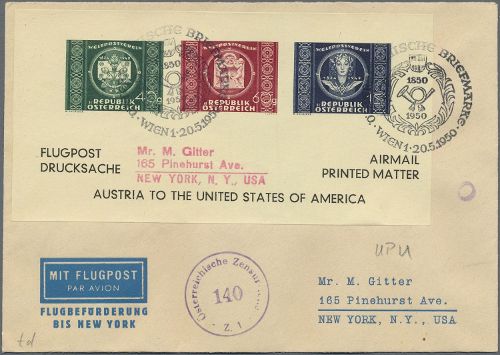 WELTPOSTVEREIN
WELTPOSTVEREIN
WELTPOSTVEREIN
REPUBLIK
ÖSTERREICH
REPUBLIK
ÖSTERREICH
REPUBLIK
ÖSTERREICH
ISCHE BRIEFMARKE
1850
1950
WIEN 1 · 20.5.1950
FLUGPOST
DRUCKSACHE
Mr. M. Gitter
165 Pinehurst Ave.
NEW YORK, N. Y., USA
AIRMAIL
PRINTED MATTER
AUSTRIA TO THE UNITED STATES OF AMERICA
UPU
MIT FLUGPOST
PAR AVION
FLUGBEFÖRDERUNG
BIS NEW YORK
Österreichische Zensur
140
Z. 1
Mr. M. Gitter
165 Pinehurst Ave.
NEW YORK, N.Y., USA